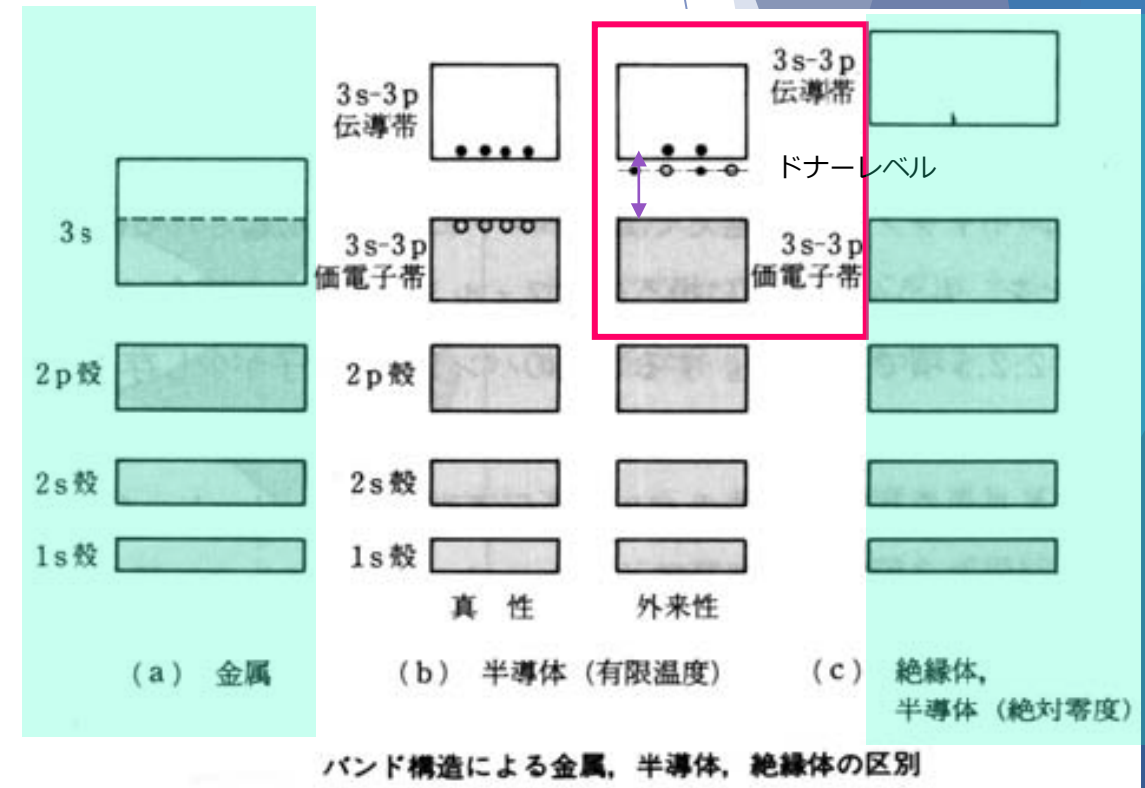 3s
2p殻
2s殻
1s殻
(a) 金属
3s-3p
伝導帯
3s-3p
価電子帯
2p殻
2s殻
1s殻
真 性
外来性
(b) 半導体 (有限温度)
3s-3p
伝導帯
ドナーレベル
3s-3p
価電子帯
(c) 絶縁体,
半導体 (絶対零度)
バンド構造による金属, 半導体, 絶縁体の区別